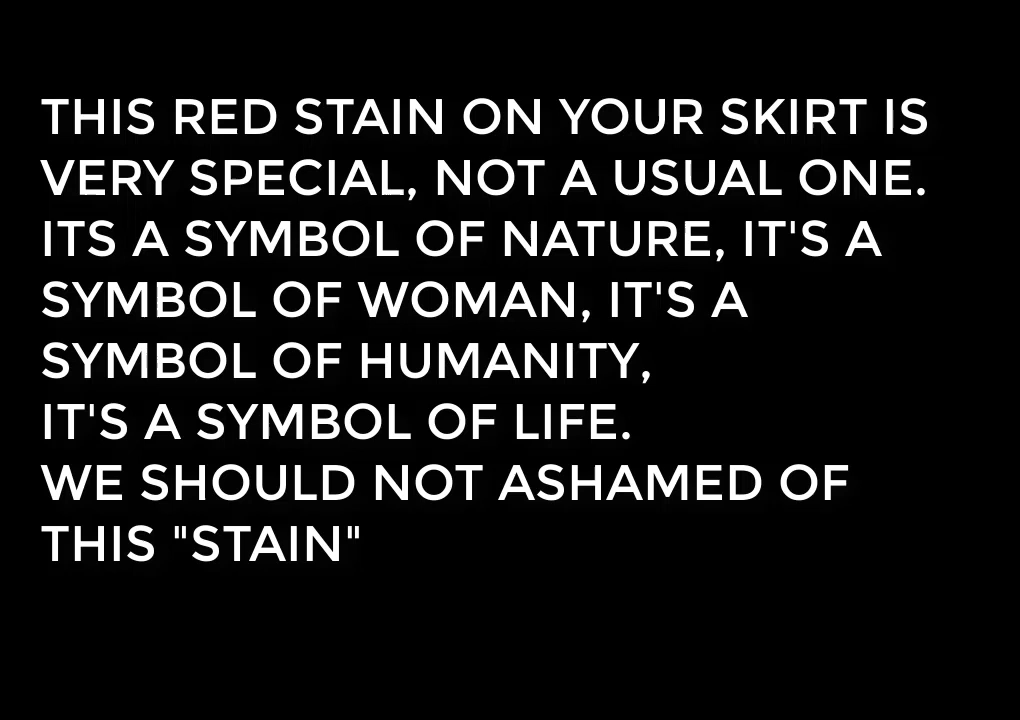 THIS RED STAIN ON YOUR SKIRT IS
VERY SPECIAL, NOT A USUAL ONE.
ITS A SYMBOL OF NATURE, IT'S A
SYMBOL OF WOMAN, IT'S A
SYMBOL OF HUMANITY,
IT'S A SYMBOL OF LIFE.
WE SHOULD NOT ASHAMED OF
THIS "STAIN"